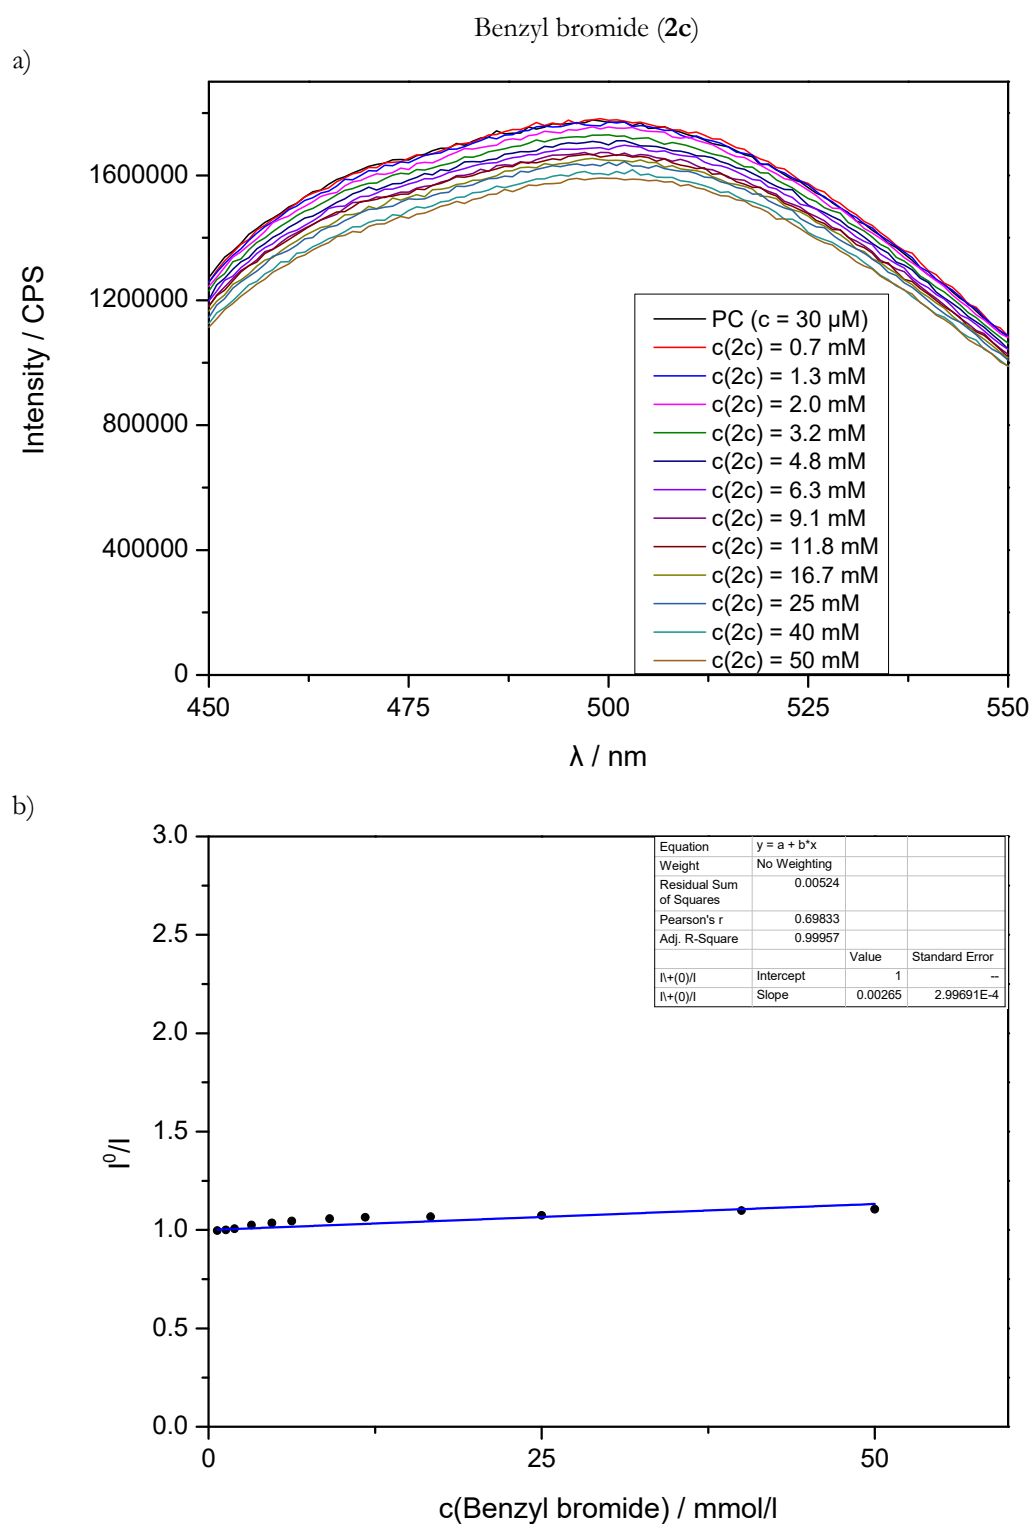 Benzyl bromide (2c)
a)
1600000
1200000
800000
400000
0
Intensity / CPS
PC (c = 30 µM)
c(2c) = 0.7 mM
c(2c) = 1.3 mM
c(2c) = 2.0 mM
c(2c) = 3.2 mM
c(2c) = 4.8 mM
c(2c) = 6.3 mM
c(2c) = 9.1 mM
c(2c) = 11.8 mM
c(2c) = 16.7 mM
c(2c) = 25 mM
c(2c) = 40 mM
c(2c) = 50 mM
450 475 500 525 550
λ / nm
b)
3.0
2.5
2.0
1.5
1.0
0.5
0.0
I⁰/I
Equation y = a + b*x
Weight No Weighting
Residual Sum of Squares 0.00524
Pearson's r 0.69833
Adj. R-Square 0.99957
Value Standard Error
I\+(0)/I Intercept 1 --
I\+(0)/I Slope 0.00265 2.99691E-4
0 25 50
c(Benzyl bromide) / mmol/l